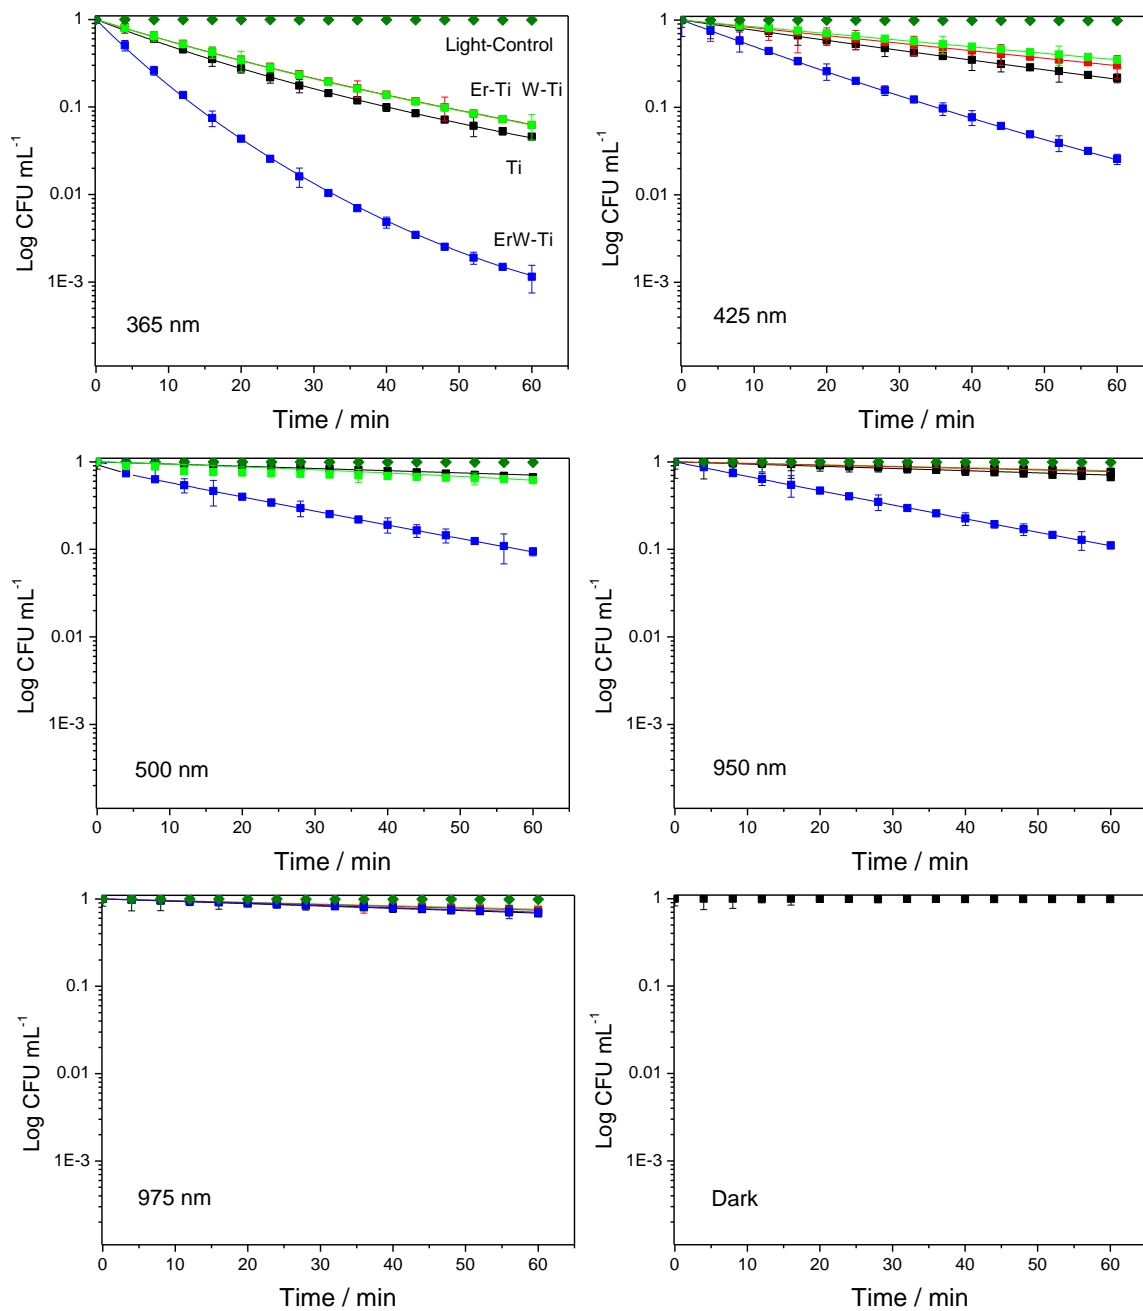 1
0.1
0.01
1E-3
Log CFU mL⁻¹
Light-Control
Er-Ti W-Ti
Ti
ErW-Ti
365 nm
0 10 20 30 40 50 60
Time / min
1
0.1
0.01
1E-3
Log CFU mL⁻¹
425 nm
0 10 20 30 40 50 60
Time / min
1
0.1
0.01
1E-3
Log CFU mL⁻¹
500 nm
0 10 20 30 40 50 60
Time / min
1
0.1
0.01
1E-3
Log CFU mL⁻¹
950 nm
0 10 20 30 40 50 60
Time / min
1
0.1
0.01
1E-3
Log CFU mL⁻¹
975 nm
0 10 20 30 40 50 60
Time / min
1
0.1
0.01
1E-3
Log CFU mL⁻¹
Dark
0 10 20 30 40 50 60
Time / min